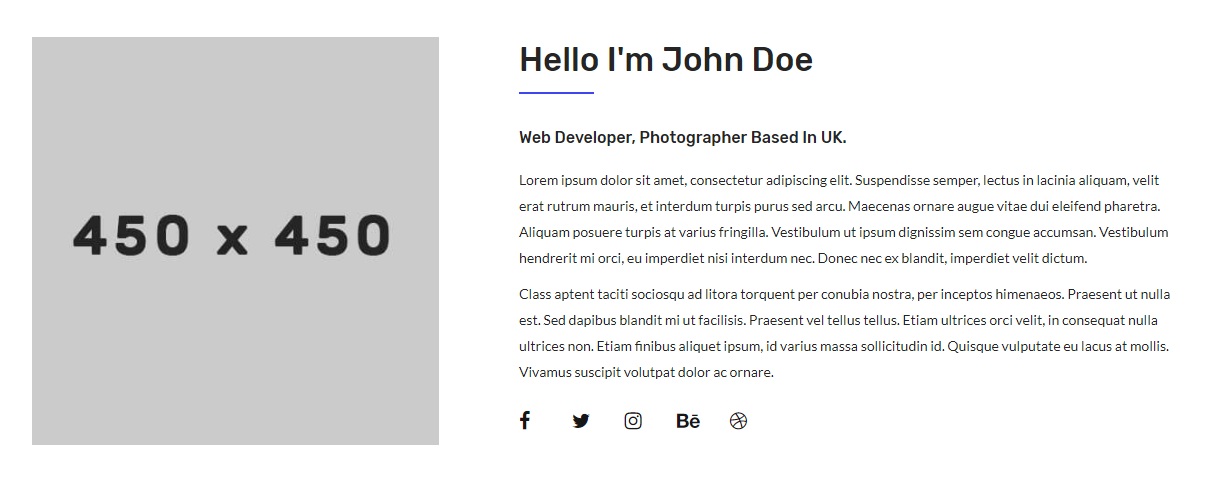 450 x 450
Hello I'm John Doe
Web Developer, Photographer Based In UK.
Lorem ipsum dolor sit amet, consectetur adipiscing elit. Suspendisse semper, lectus in lacinia aliquam, velit
erat rutrum mauris, et interdum turpis purus sed arcu. Maecenas ornare augue vitae dui eleifend pharetra.
Aliquam posuere turpis at varius fringilla. Vestibulum ut ipsum dignissim sem congue accumsan. Vestibulum
hendrerit mi orci, eu imperdiet nisi interdum nec. Donec nec ex blandit, imperdiet velit dictum.
Class aptent taciti sociosqu ad litora torquent per conubia nostra, per inceptos himenaeos. Praesent ut nulla
est. Sed dapibus blandit mi ut facilisis. Praesent vel tellus tellus. Etiam ultrices orci velit, in consequat nulla
ultrices non. Etiam finibus aliquet ipsum, id varius massa sollicitudin id. Quisque vulputate eu lacus at mollis.
Vivamus suscipit volutpat dolor ac ornare.
Bē